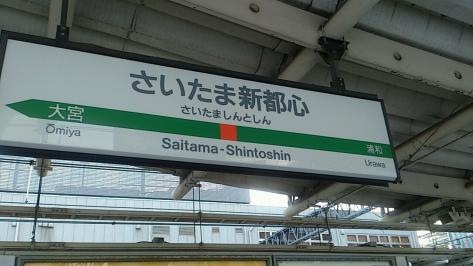 さいたま新都心
さいたましんとしん
大宮
Ōmiya
Saitama-Shintoshin
浦和
Urawa